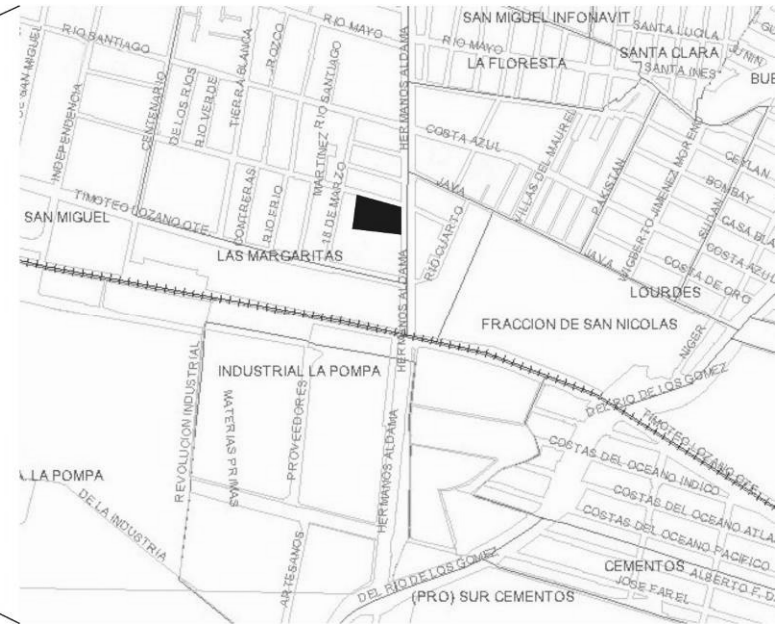 SAN MIGUEL INFONAVIT
RIO MAYO
SANTA LUCIA
RIO SANTIAGO
RIO MAYO
SANTA CLARA
JUNIN
LA FLORESTA
SANTA INES
DE SAN MIGUEL
INDEPENDENCIA
CENTENARIO
DE LOS RIOS
RIO VERDE
TIERRA BLANCA
OROZCO
RIO SANTIAGO
HERMANOS ALDAMA
COSTA AZUL
VILLAS DEL MAUREL
PAKISTAN
WIGBERTO JIMENEZ MORENO
SUDAN
CEYLAN
BOMBAY
JAVA
MARTINEZ
18 DE MARZO
CONTRERAS
RIO FRIO
TIMOTEO LOZANO OTE.
SAN MIGUEL
LAS MARGARITAS
RIO CUARTO
HERMANOS ALDAMA
JAVA
COSTA AZUL
COSTA DE ORO
LOURDES
FRACCION DE SAN NICOLAS
NIGER
HERMANOS ALDAMA
INDUSTRIAL LA POMPA
REVOLUCION INDUSTRIAL
MATERIAS PRIMAS
PROVEEDORES
HERMANOS ALDAMA
DEL RIO DE LOS GOMEZ
TIMOTEO LOZANO OTE.
LA POMPA
DE LA INDUSTRIA
COSTAS DEL OCEANO INDICO
COSTAS DEL OCEANO ATLA
COSTAS DEL OCEANO PACIFICO
ARTESANOS
DEL RIO DE LOS GOMEZ
CEMENTOS
ALBERTO F. D
JOSE FAREL
(PRO) SUR CEMENTOS